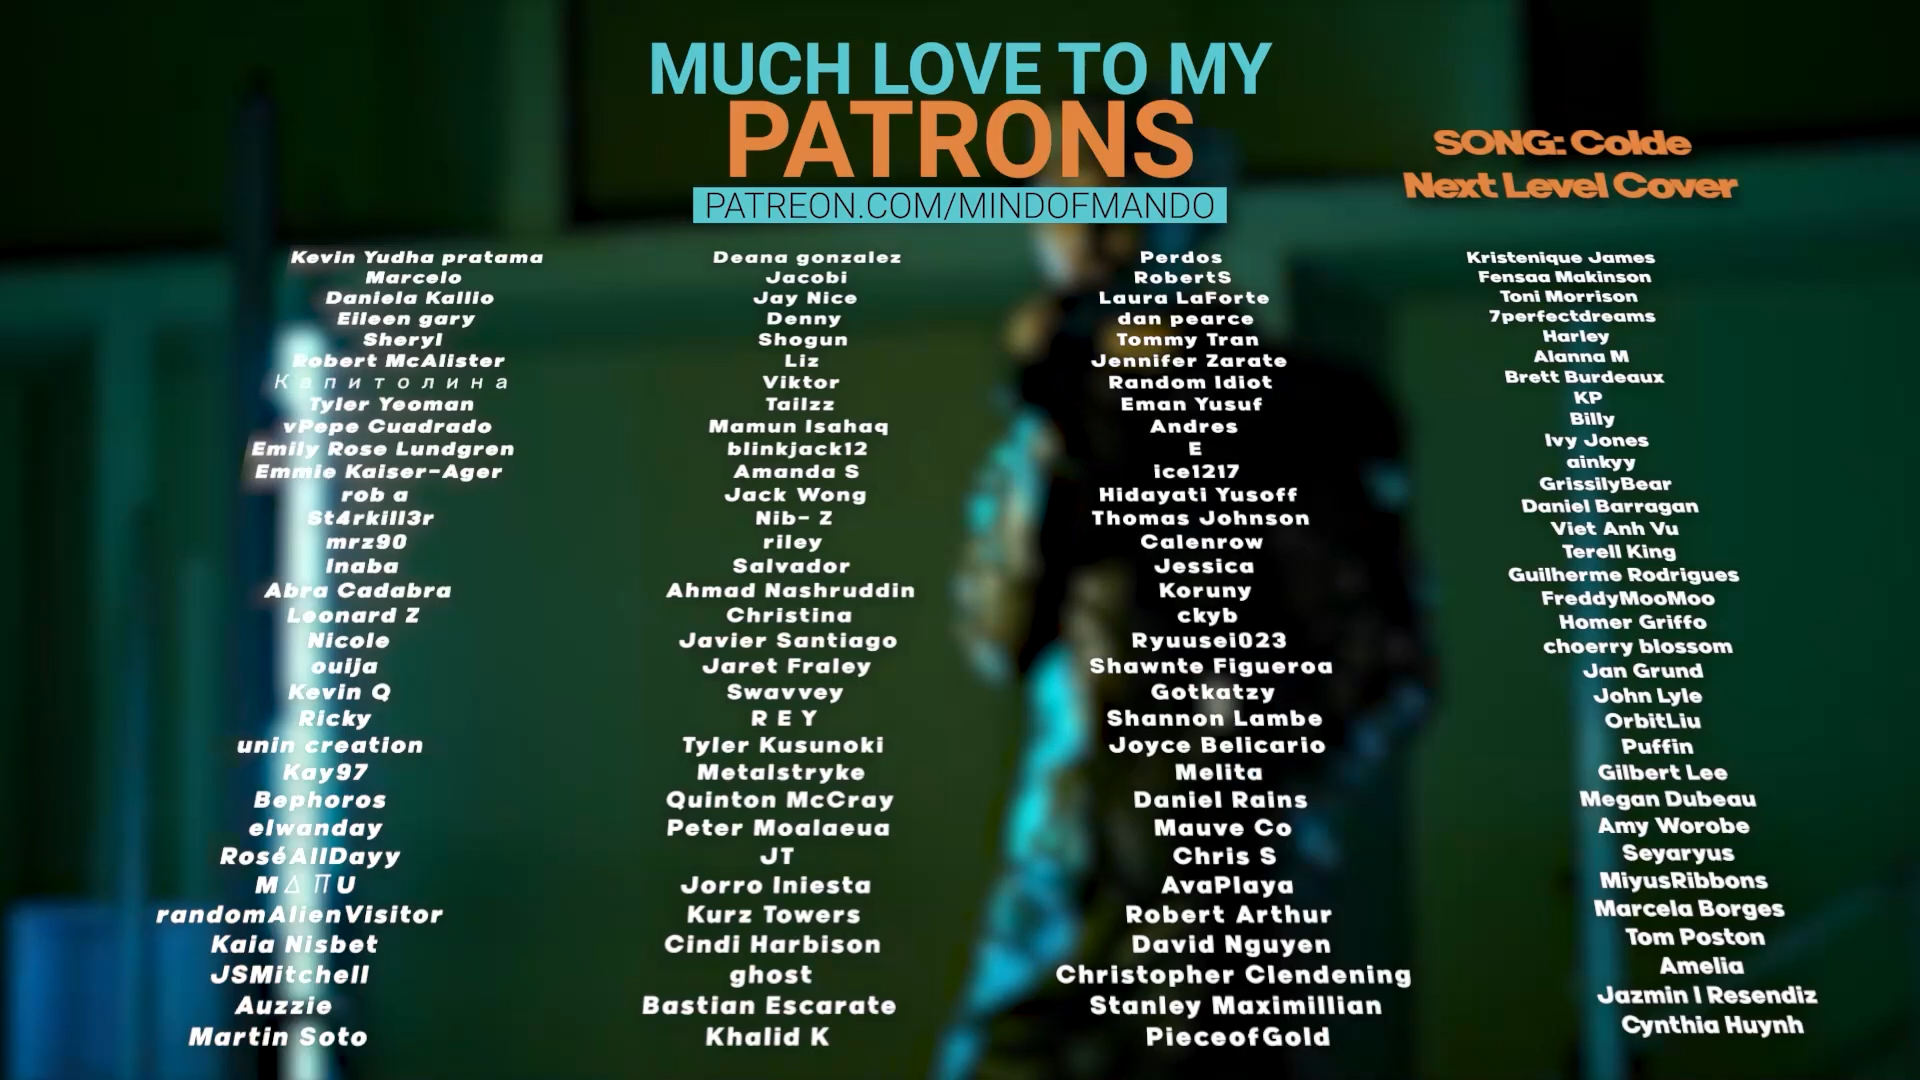 MUCH LOVE TO MY
PATRONS
PATREON.COM/MINDOFMANDO
SONG: Colde
Next Level Cover
Kevin Yudha pratama
Marcelo
Daniela Kallio
Eileen gary
Sheryl
Robert McAlister
Капитолина
Tyler Yeoman
vPepe Cuadrado
Emily Rose Lundgren
Emmie Kaiser-Ager
rob a
St4rkill3r
mrz90
Inaba
Abra Cadabra
Leonard Z
Nicole
ouija
Kevin Q
Ricky
unin creation
Kay97
Bephoros
elwanday
RoséAllDayy
M△ΠU
randomAlienVisitor
Kaia Nisbet
JSMitchell
Auzzie
Martin Soto
Deana gonzalez
Jacobi
Jay Nice
Denny
Shogun
Liz
Viktor
Tailzz
Mamun Isahaq
blinkjack12
Amanda S
Jack Wong
Nib- Z
riley
Salvador
Ahmad Nashruddin
Christina
Javier Santiago
Jaret Fraley
Swavvey
R E Y
Tyler Kusunoki
Metalstryke
Quinton McCray
Peter Moalaeua
JT
Jorro Iniesta
Kurz Towers
Cindi Harbison
ghost
Bastian Escarate
Khalid K
Perdos
RobertS
Laura LaForte
dan pearce
Tommy Tran
Jennifer Zarate
Random Idiot
Eman Yusuf
Andres
E
ice1217
Hidayati Yusoff
Thomas Johnson
Calenrow
Jessica
Koruny
ckyb
Ryuusei023
Shawnte Figueroa
Gotkatzy
Shannon Lambe
Joyce Belicario
Melita
Daniel Rains
Mauve Co
Chris S
AvaPlaya
Robert Arthur
David Nguyen
Christopher Clendening
Stanley Maximillian
PieceofGold
Kristenique James
Fensaa Makinson
Toni Morrison
7perfectdreams
Harley
Alanna M
Brett Burdeaux
KP
Billy
Ivy Jones
ainkyy
GrissilyBear
Daniel Barragan
Viet Anh Vu
Terell King
Guilherme Rodrigues
FreddyMooMoo
Homer Griffo
choerry blossom
Jan Grund
John Lyle
OrbitLiu
Puffin
Gilbert Lee
Megan Dubeau
Amy Worobe
Seyaryus
MiyusRibbons
Marcela Borges
Tom Poston
Amelia
Jazmin I Resendiz
Cynthia Huynh